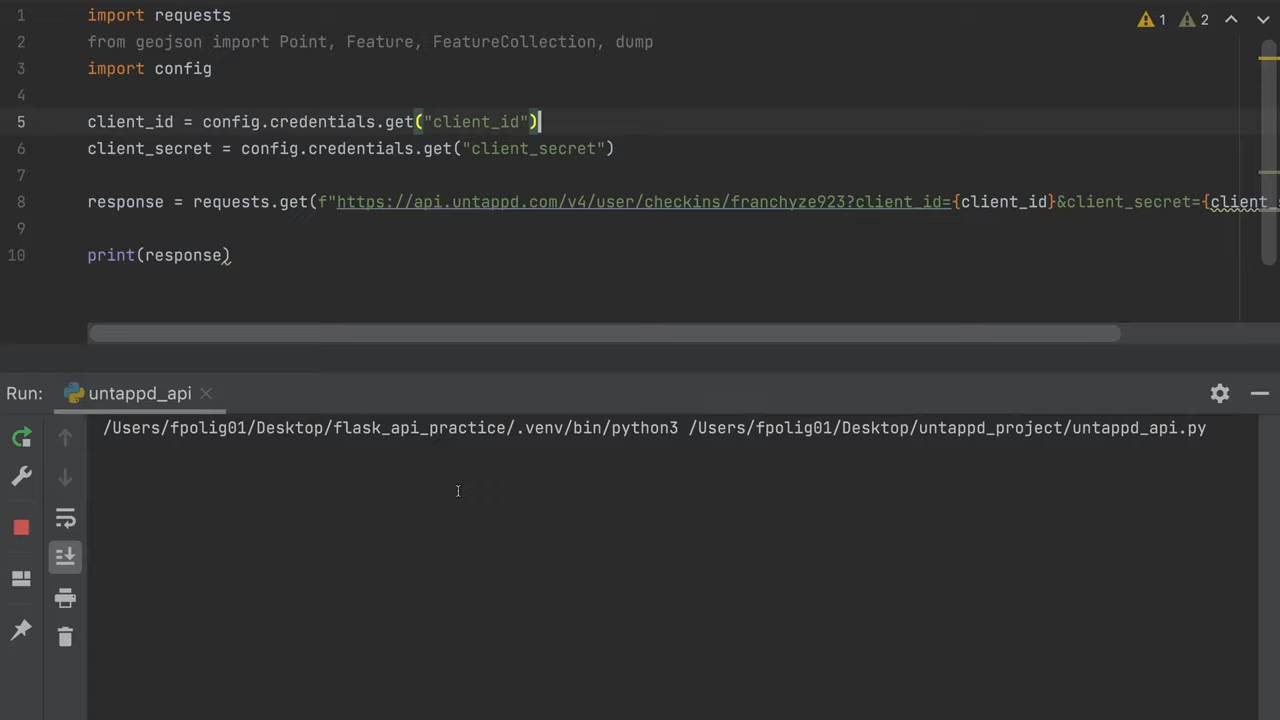 1 import requests
2 from geojson import Point, Feature, FeatureCollection, dump
3 import config
4
5 client_id = config.credentials.get("client_id")
6 client_secret = config.credentials.get("client_secret")
7
8 response = requests.get(f"https://api.untappd.com/v4/user/checkins/franchyze923?client_id={client_id}&client_secret={client_
9
10 print(response)
1 2
Run: untappd_api
/Users/fpolig01/Desktop/flask_api_practice/.venv/bin/python3 /Users/fpolig01/Desktop/untappd_project/untappd_api.py